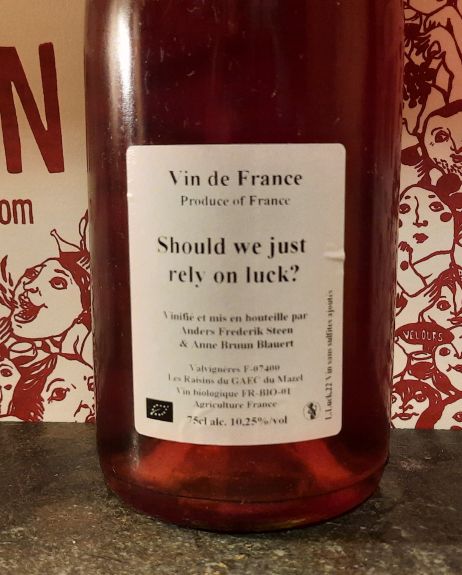 N
om
VELOURS
Vin de France
Produce of France
Should we just
rely on luck?
Vinifié et mis en bouteille par
Anders Frederik Steen
& Anne Bruun Blauert
Valvignères F-07400
Les Raisins du GAEC du Mazel
Vin biologique FR-BIO-01
Agriculture France
75cl alc. 10,25%/vol
L.Luck.22 Vin sans sulfites ajoutés